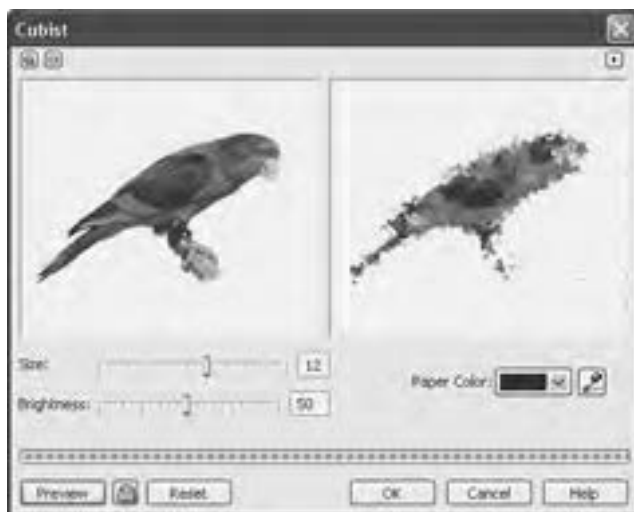 Cubist
Size: 12
Paper Color:
Brightness: 50
Preview Reset OK Cancel Help